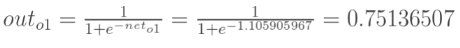 $out_{o1} = \frac{1}{1+e^{-net_{o1}}} = \frac{1}{1+e^{-1.105905967}} = 0.75136507$